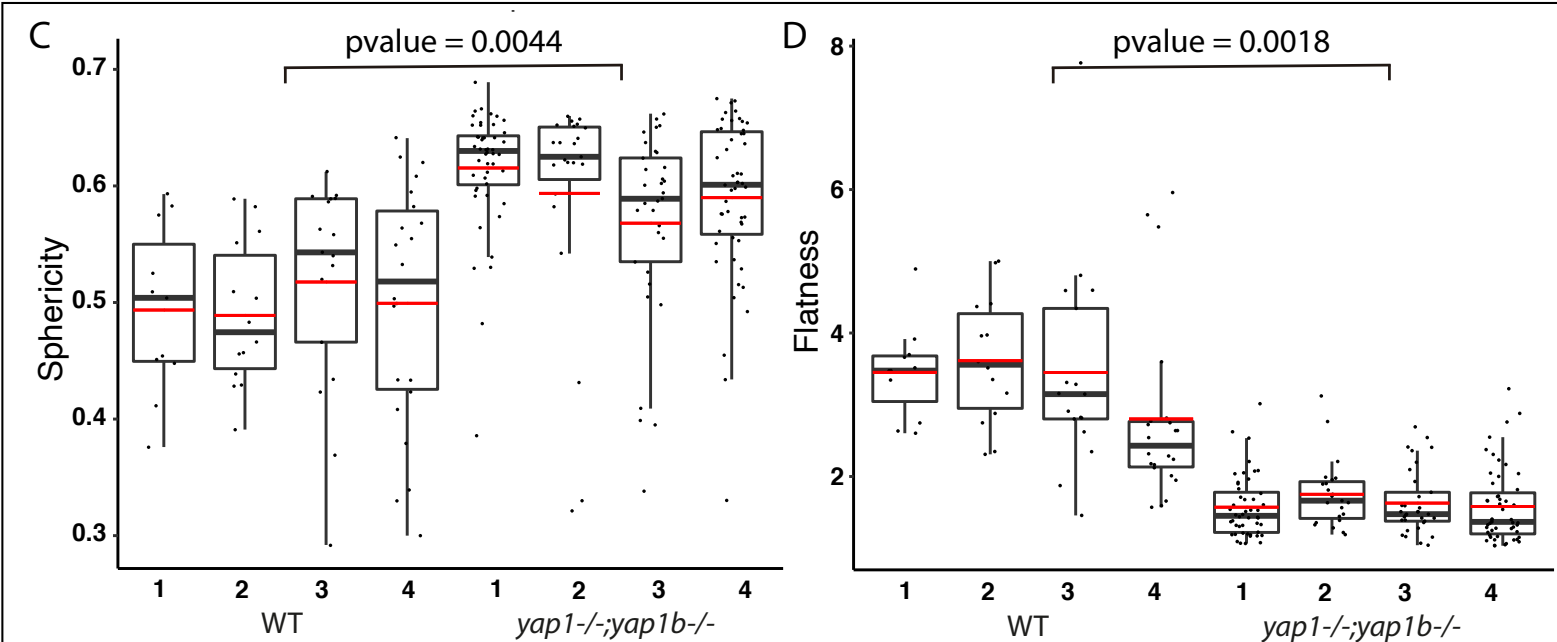 C
pvalue = 0.0044
0.7
0.6
0.5
0.4
0.3
Sphericity
1 2 3 4 1 2 3 4
WT yap1-/-;yap1b-/-
D
pvalue = 0.0018
8
6
4
2
Flatness
1 2 3 4 1 2 3 4
WT yap1-/-;yap1b-/-